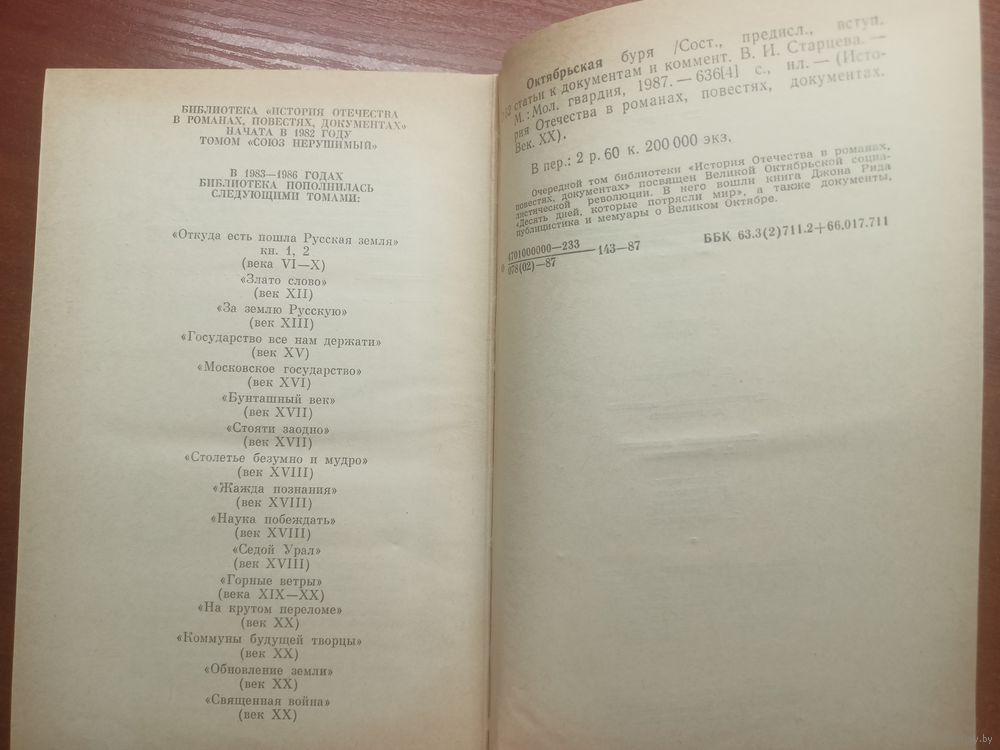 БИБЛИОТЕКА «ИСТОРИЯ ОТЕЧЕСТВА
В РОМАНАХ, ПОВЕСТЯХ, ДОКУМЕНТАХ»
НАЧАТА В 1982 ГОДУ
ТОМОМ «СОЮЗ НЕРУШИМЫЙ»
В 1983—1986 ГОДАХ
БИБЛИОТЕКА ПОПОЛНИЛАСЬ
СЛЕДУЮЩИМИ ТОМАМИ:
«Откуда есть пошла Русская земля»
кн. 1, 2
(века VI—X)
«Злато слово»
(век XII)
«За землю Русскую»
(век XIII)
«Государство все нам держати»
(век XV)
«Московское государство»
(век XVI)
«Бунташный век»
(век XVII)
«Стояти заодно»
(век XVII)
«Столетье безумно и мудро»
(век XVIII)
«Жажда познания»
(век XVIII)
«Наука побеждать»
(век XVIII)
«Седой Урал»
(век XVIII)
«Горные ветры»
(века XIX—XX)
«На крутом переломе»
(век XX)
«Коммуны будущей творцы»
(век XX)
«Обновление земли»
(век XX)
«Священная война»
(век XX)
Октябрьская буря /Сост., предисл., вступ.
статьи к документам и коммент. В. И. Старцева. —
М.: Мол. гвардия, 1987. — 636[4] с., ил. — (Исто-
рия Отечества в романах, повестях, документах.
Век. XX).
В пер.: 2 р. 60 к. 200 000 экз.
Очередной том библиотеки «История Отечества в романах,
повестях, документах» посвящен Великой Октябрьской социа-
листической революции. В него вошли книга Джона Рида
«Десять дней, которые потрясли мир», а также документы,
публицистика и мемуары о Великом Октябре.
4701000000—233
078(02)—87
143—87
ББК 63.3(2)711.2+66.017.711